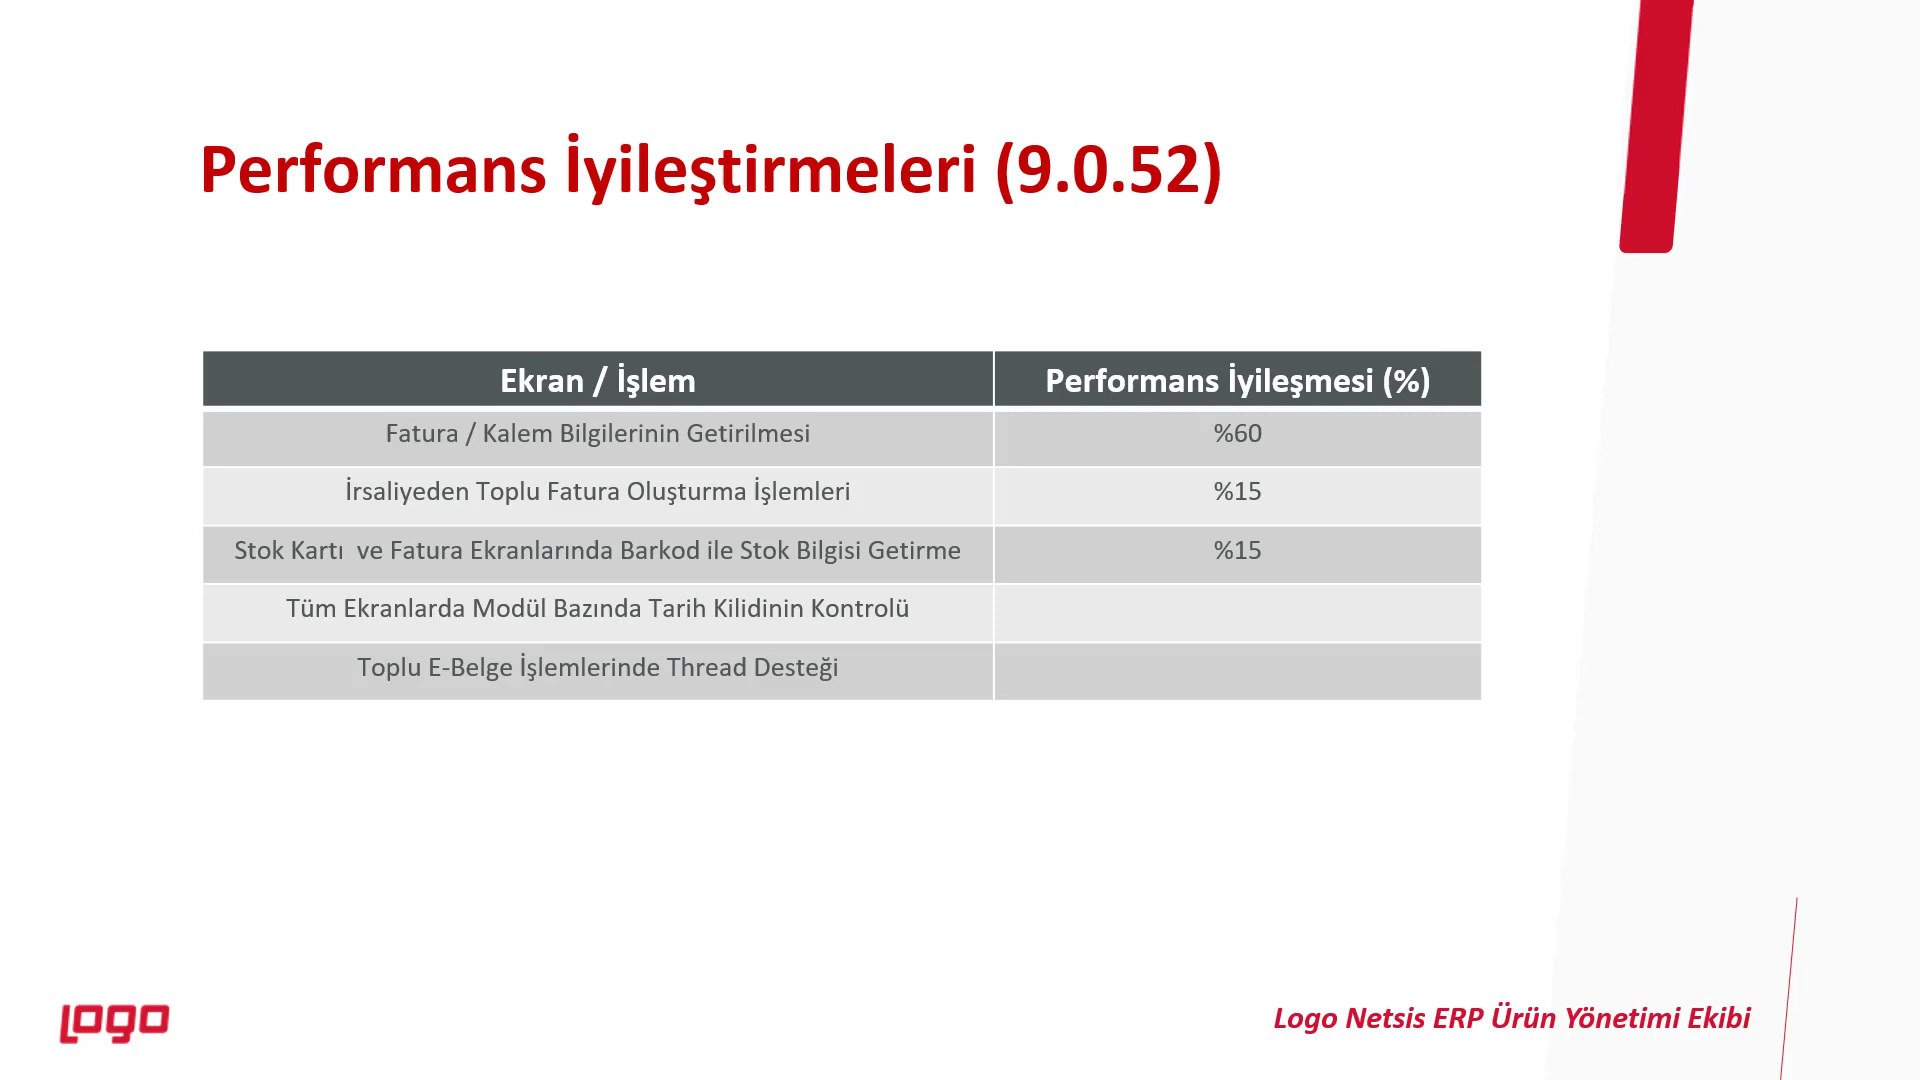 Performans İyileştirmeleri (9.0.52)
Ekran / İşlem
Performans İyileşmesi (%)
Fatura / Kalem Bilgilerinin Getirilmesi
%60
İrsaliyeden Toplu Fatura Oluşturma İşlemleri
%15
Stok Kartı  ve Fatura Ekranlarında Barkod ile Stok Bilgisi Getirme
%15
Tüm Ekranlarda Modül Bazında Tarih Kilidinin Kontrolü
Toplu E-Belge İşlemlerinde Thread Desteği
LOGO
Logo Netsis ERP Ürün Yönetimi Ekibi